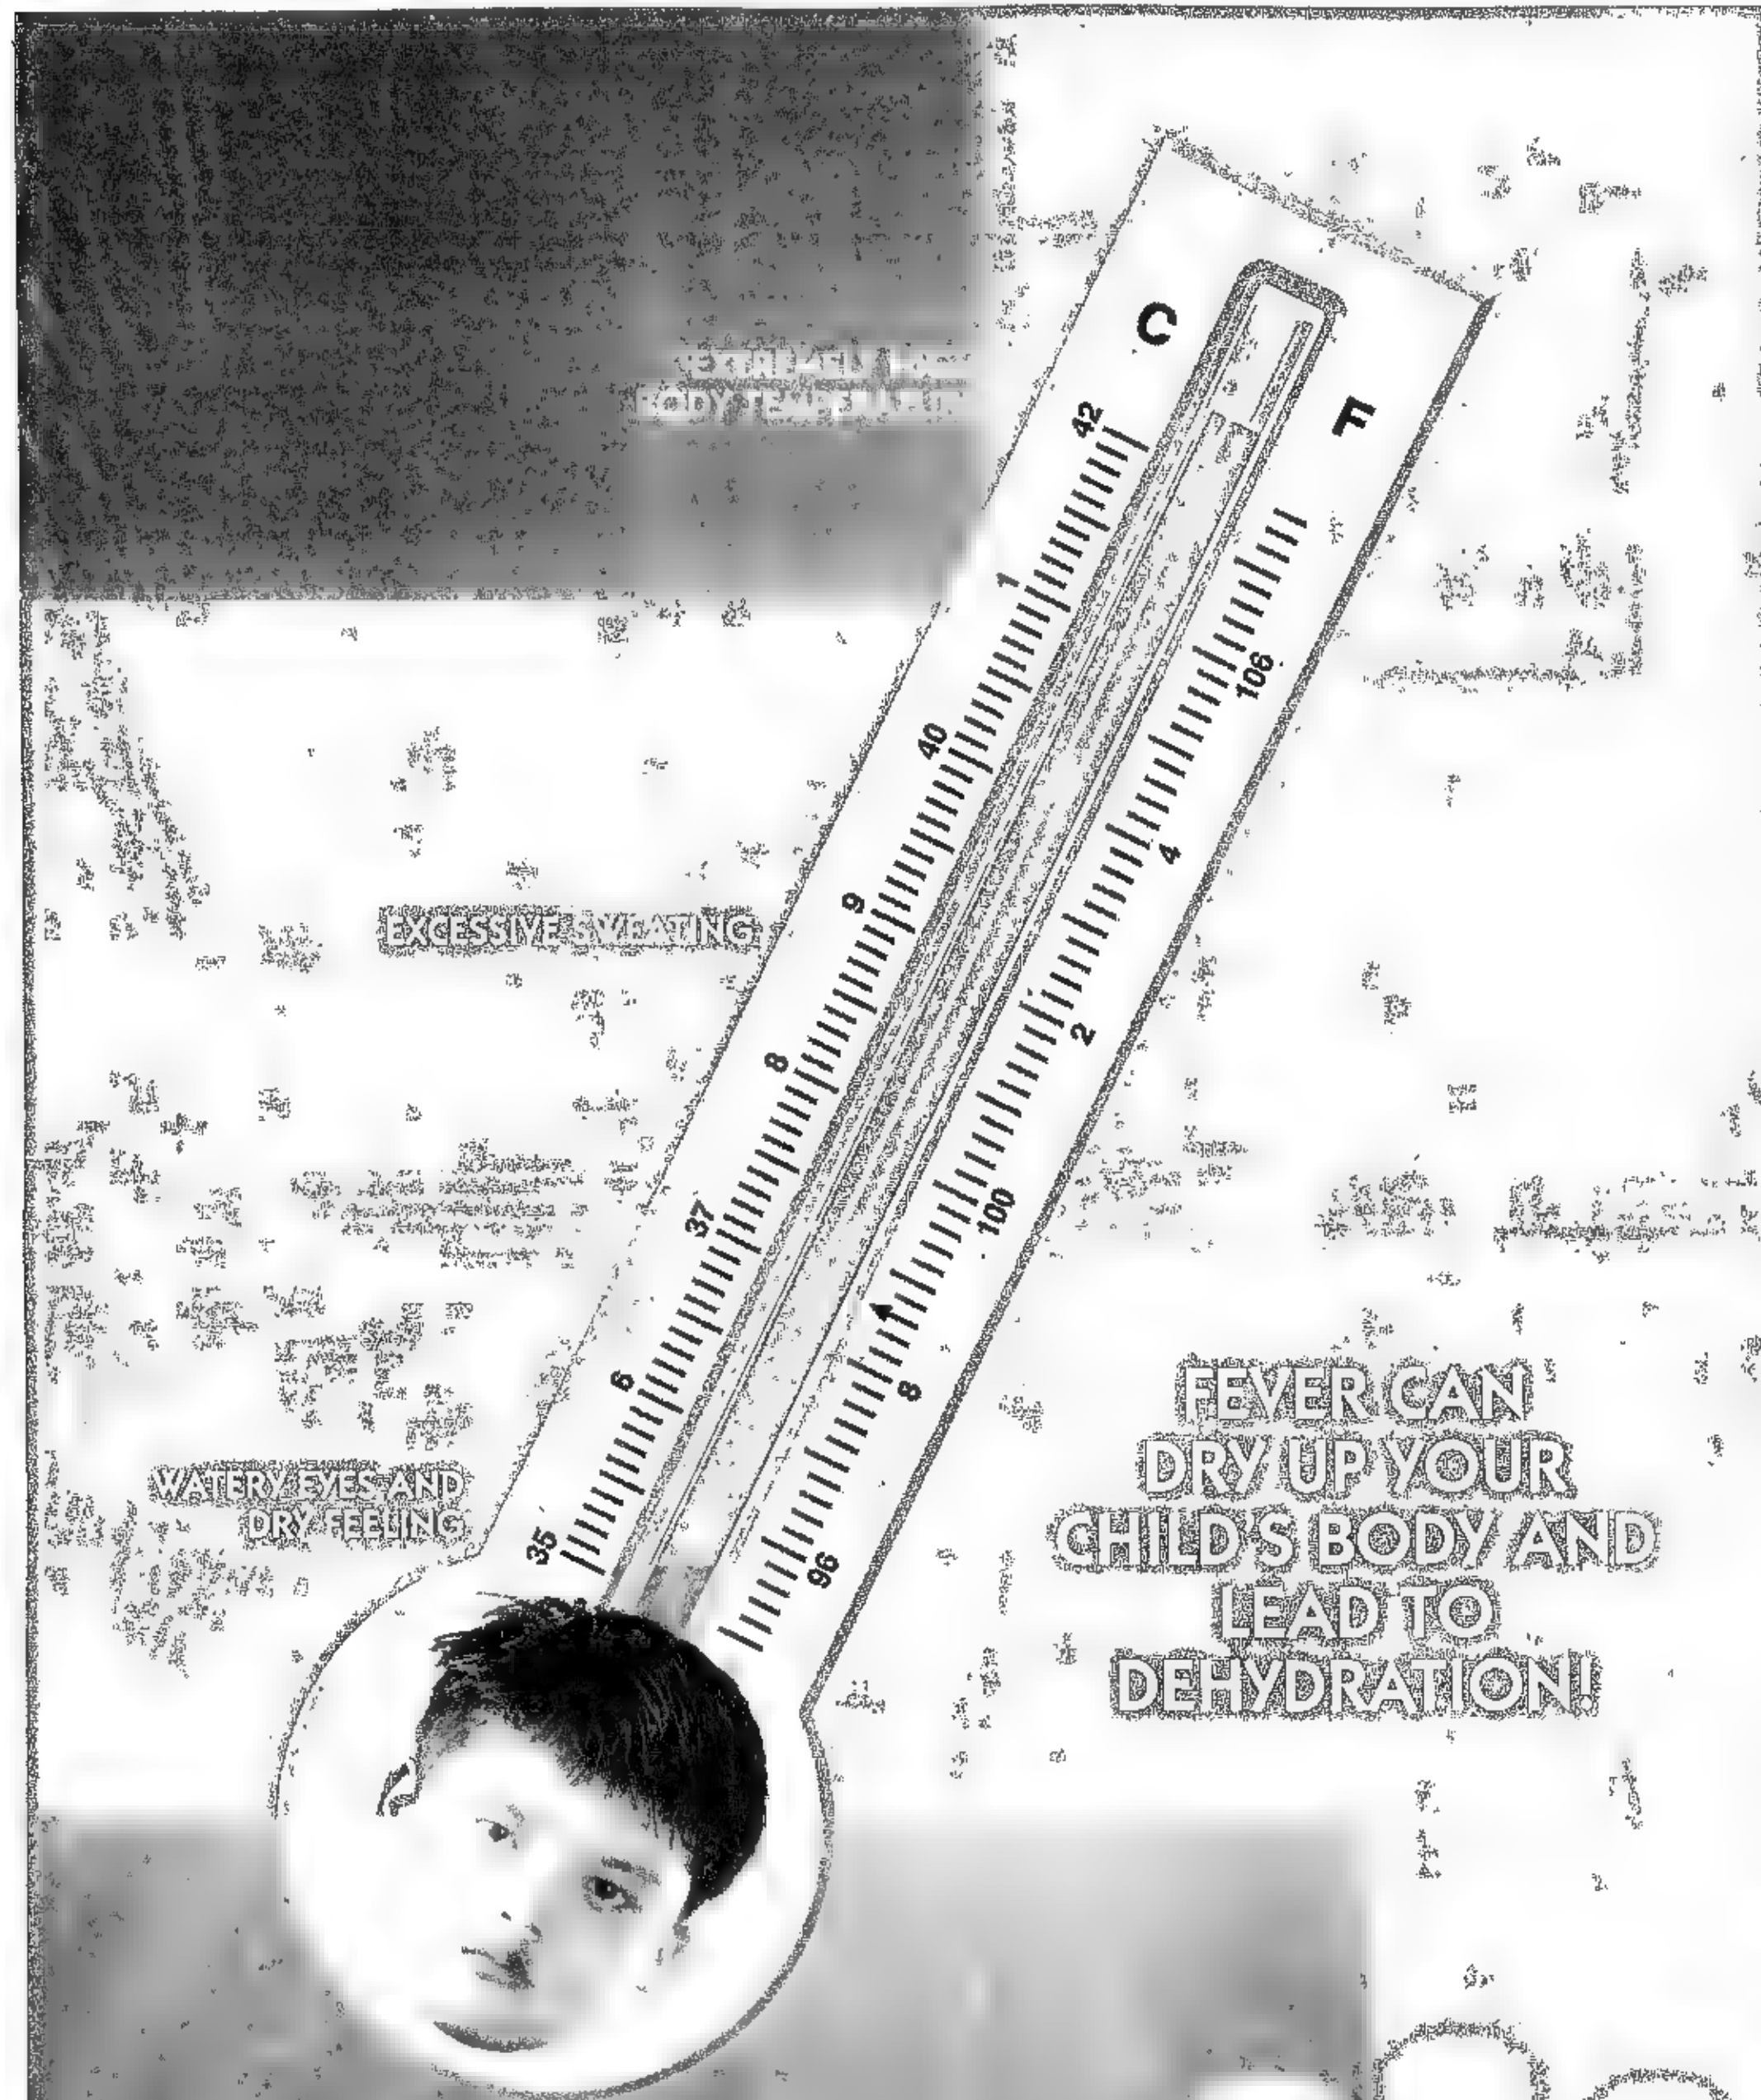 BODY
C
F
42
1
40
9
8
37
6
35
106
4
2
100
8
96
EXCESSIVE SWEATING
WATERY EYES AND
DRY FEELING
FEVER CAN
DRY UP YOUR
CHILD'S BODY AND
LEAD TO
DEHYDRATION!